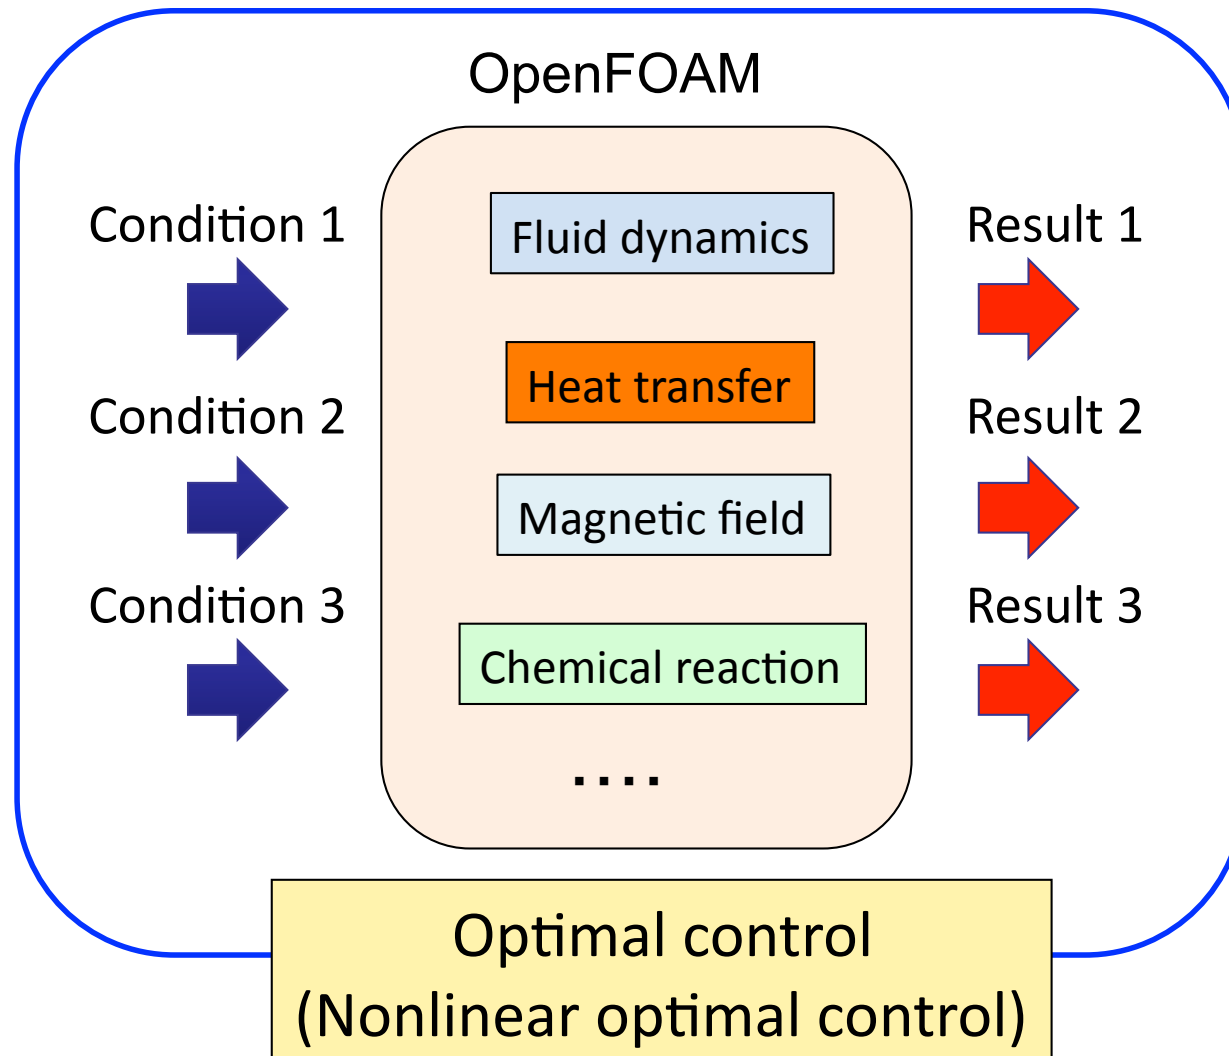 OpenFOAM
Condition 1
Fluid dynamics
Result 1
Heat transfer
Condition 2
Result 2
Magnetic field
Condition 3
Result 3
Chemical reaction
....
Optimal control
(Nonlinear optimal control)